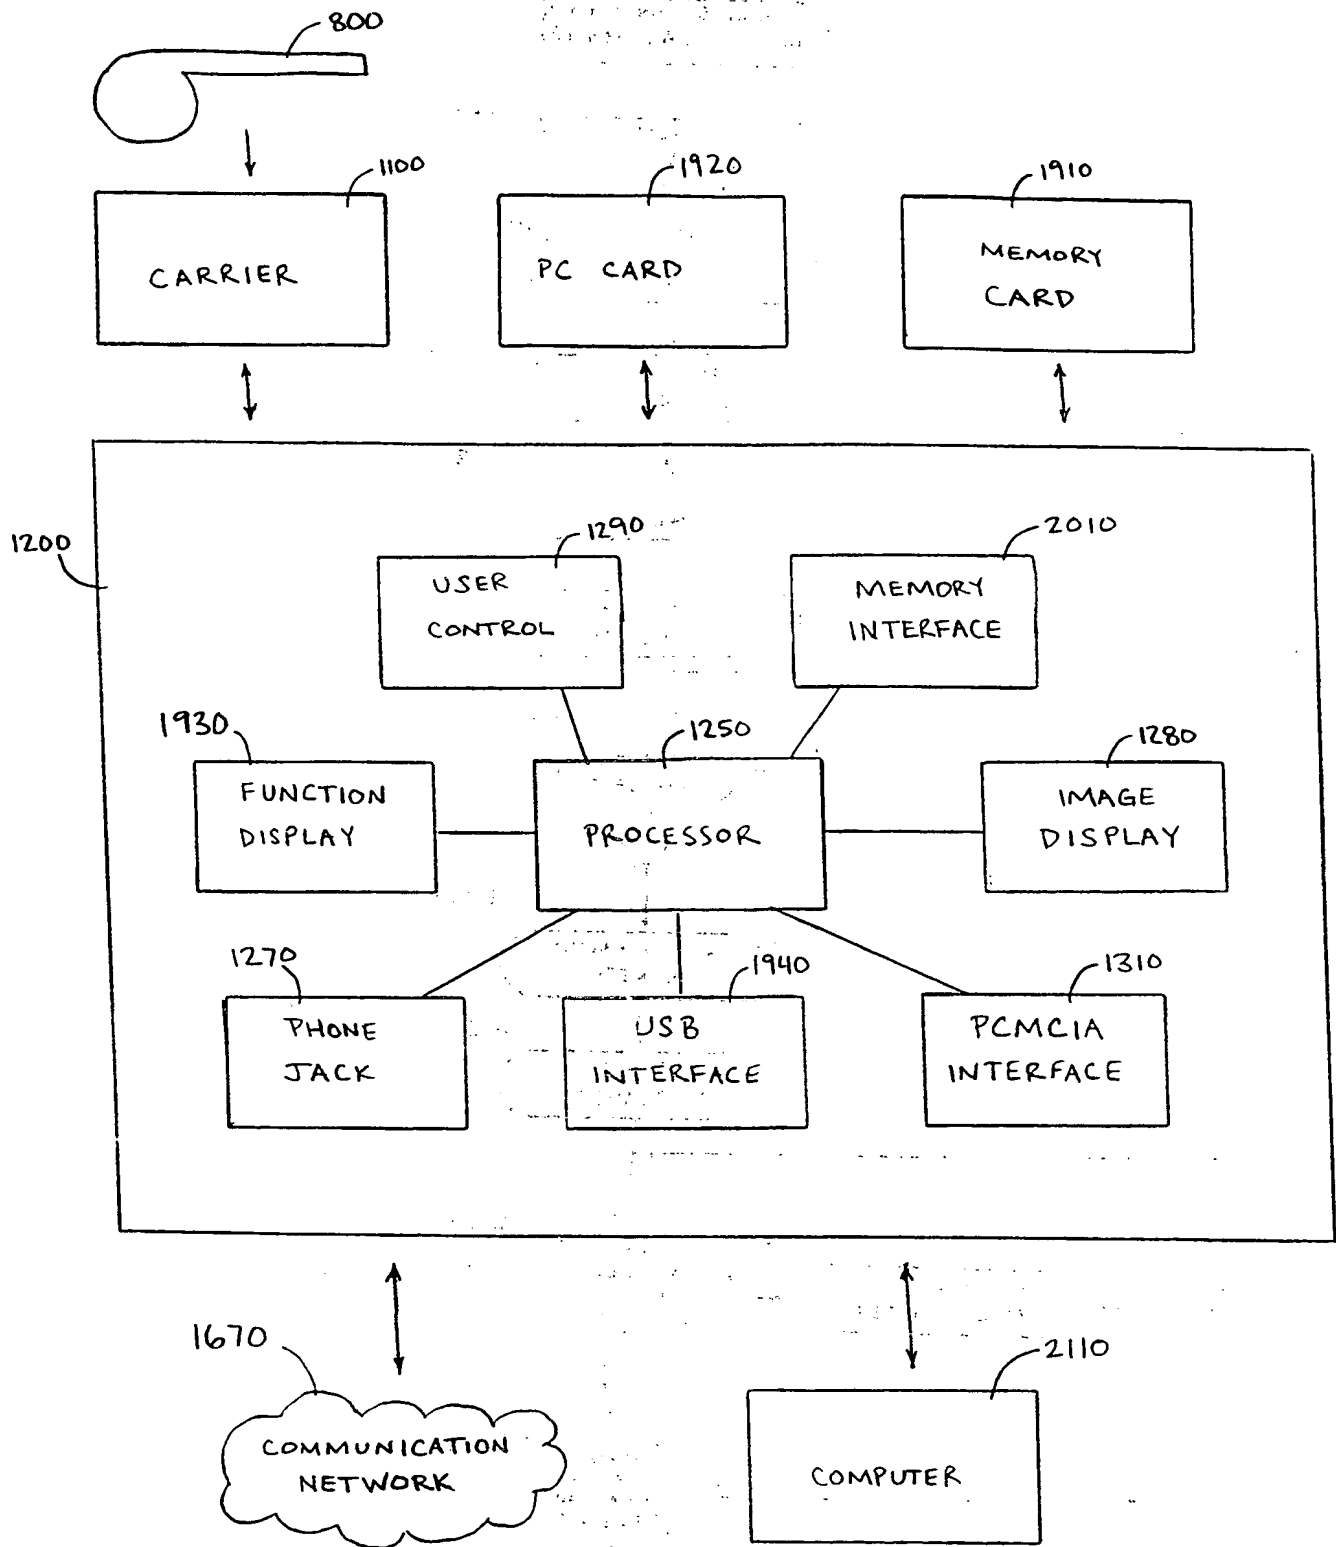 800
1100
1920
1910
CARRIER
PC CARD
MEMORY
CARD
1200
1290
2010
USER
CONTROL
MEMORY
INTERFACE
1930
1250
1280
FUNCTION
DISPLAY
PROCESSOR
IMAGE
DISPLAY
1270
1940
1310
PHONE
JACK
USB
INTERFACE
PCMCIA
INTERFACE
1670
2110
COMMUNICATION
NETWORK
COMPUTER